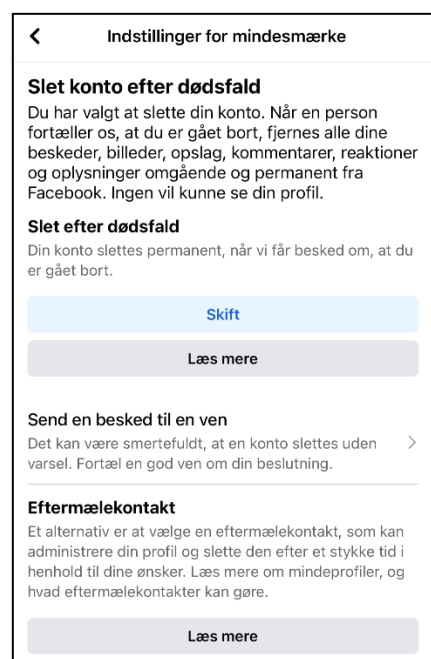 Indstillinger for mindesmærke
Slet konto efter dødsfald
Du har valgt at slette din konto. Når en person
fortæller os, at du er gået bort, fjernes alle dine
beskeder, billeder, opslag, kommentarer, reaktioner
og oplysninger omgående og permanent fra
Facebook. Ingen vil kunne se din profil.
Slet efter dødsfald
Din konto slettes permanent, når vi får besked om, at du
er gået bort.
Skift
Læs mere
Send en besked til en ven
Det kan være smertefuldt, at en konto slettes uden
varsel. Fortæl en god ven om din beslutning.
Eftermælekontakt
Et alternativ er at vælge en eftermælekontakt, som kan
administrere din profil og slette den efter et stykke tid i
henhold til dine ønsker. Læs mere om mindeprofiler, og
hvad eftermælekontakter kan gøre.
Læs mere